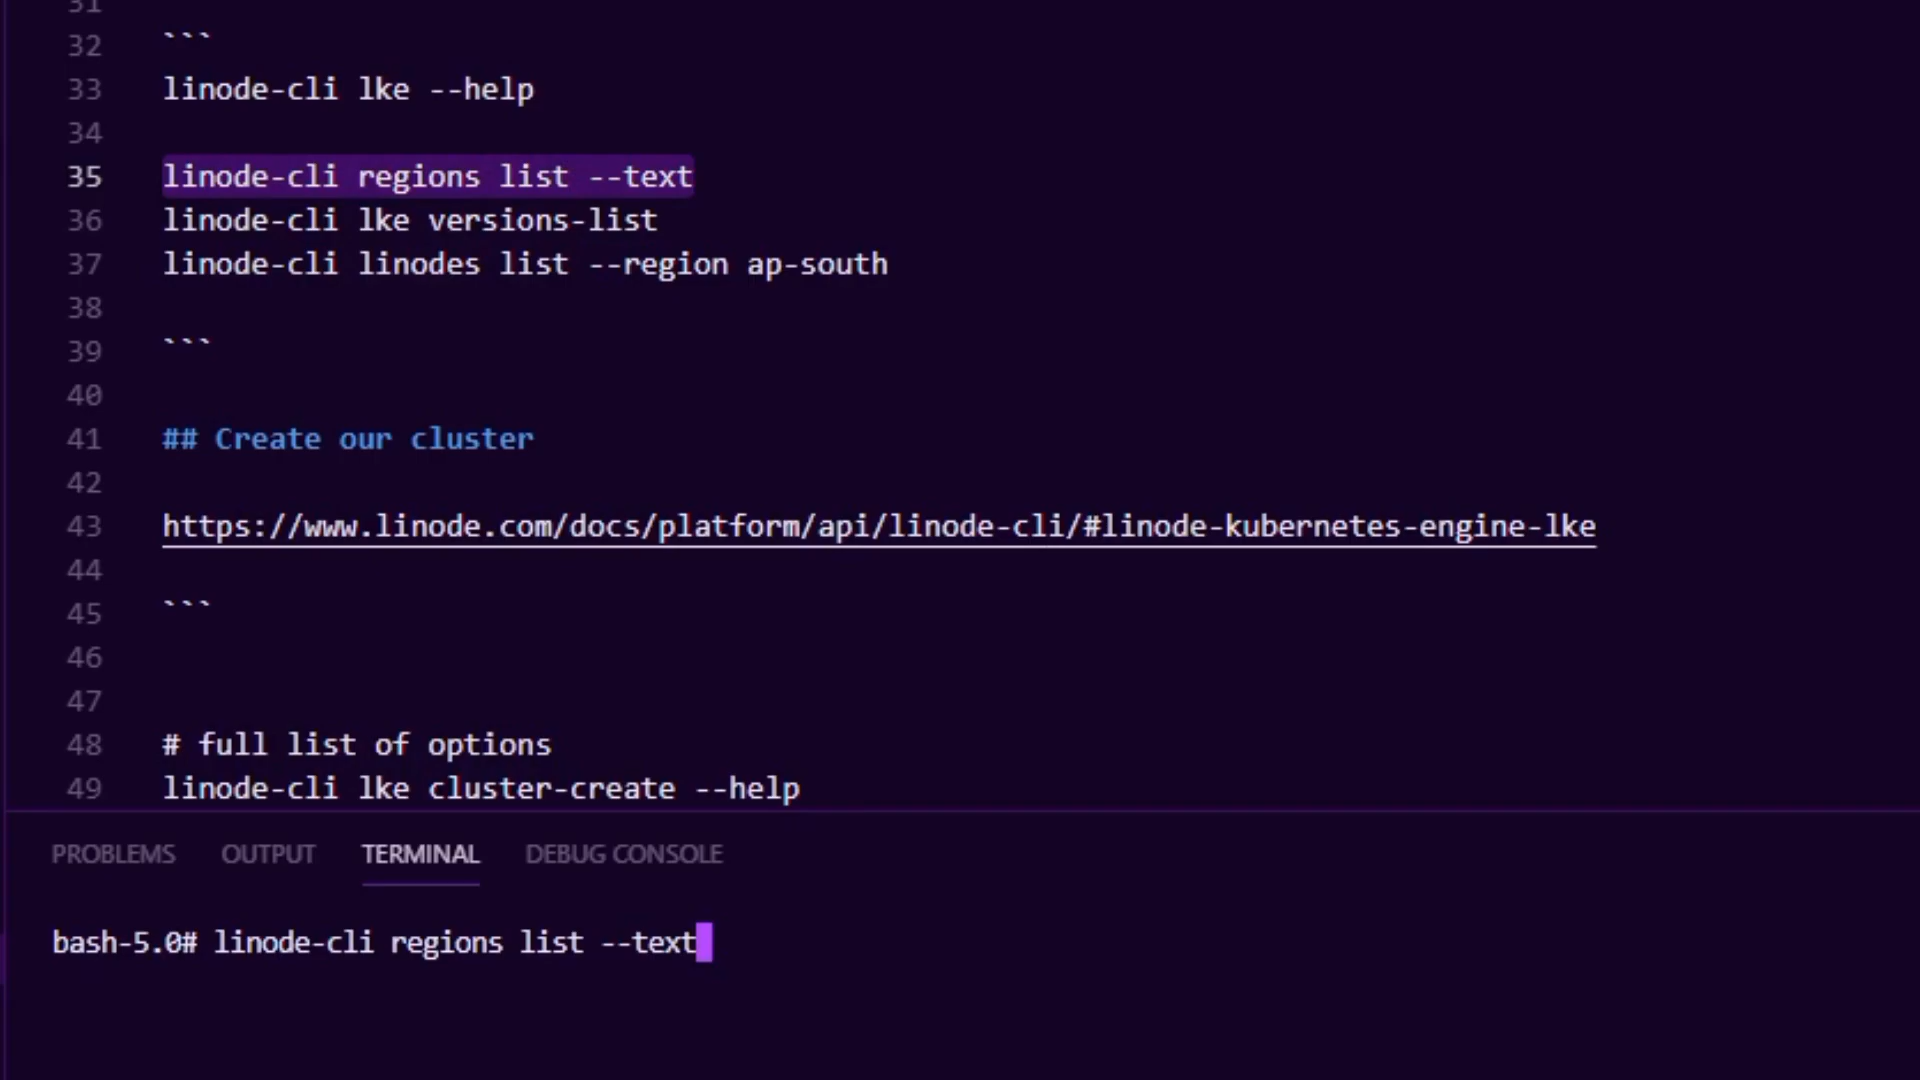 31
32 ```
33 linode-cli lke --help
34
35 linode-cli regions list --text
36 linode-cli lke versions-list
37 linode-cli linodes list --region ap-south
38
39 ```
40
41 ## Create our cluster
42
43 https://www.linode.com/docs/platform/api/linode-cli/#linode-kubernetes-engine-lke
44
45 ```
46
47
48 # full list of options
49 linode-cli lke cluster-create --help
PROBLEMS OUTPUT TERMINAL DEBUG CONSOLE
bash-5.0# linode-cli regions list --text